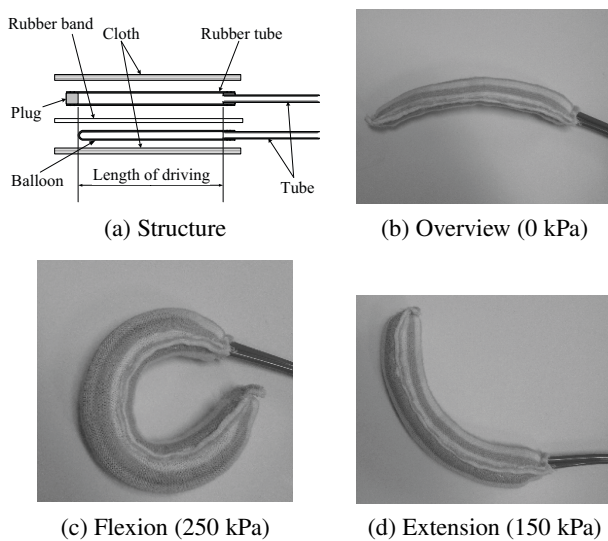 Rubber band
Cloth
Rubber tube
Plug
Balloon
Length of driving
Tube
(a) Structure
(b) Overview (0 kPa)
(c) Flexion (250 kPa)
(d) Extension (150 kPa)